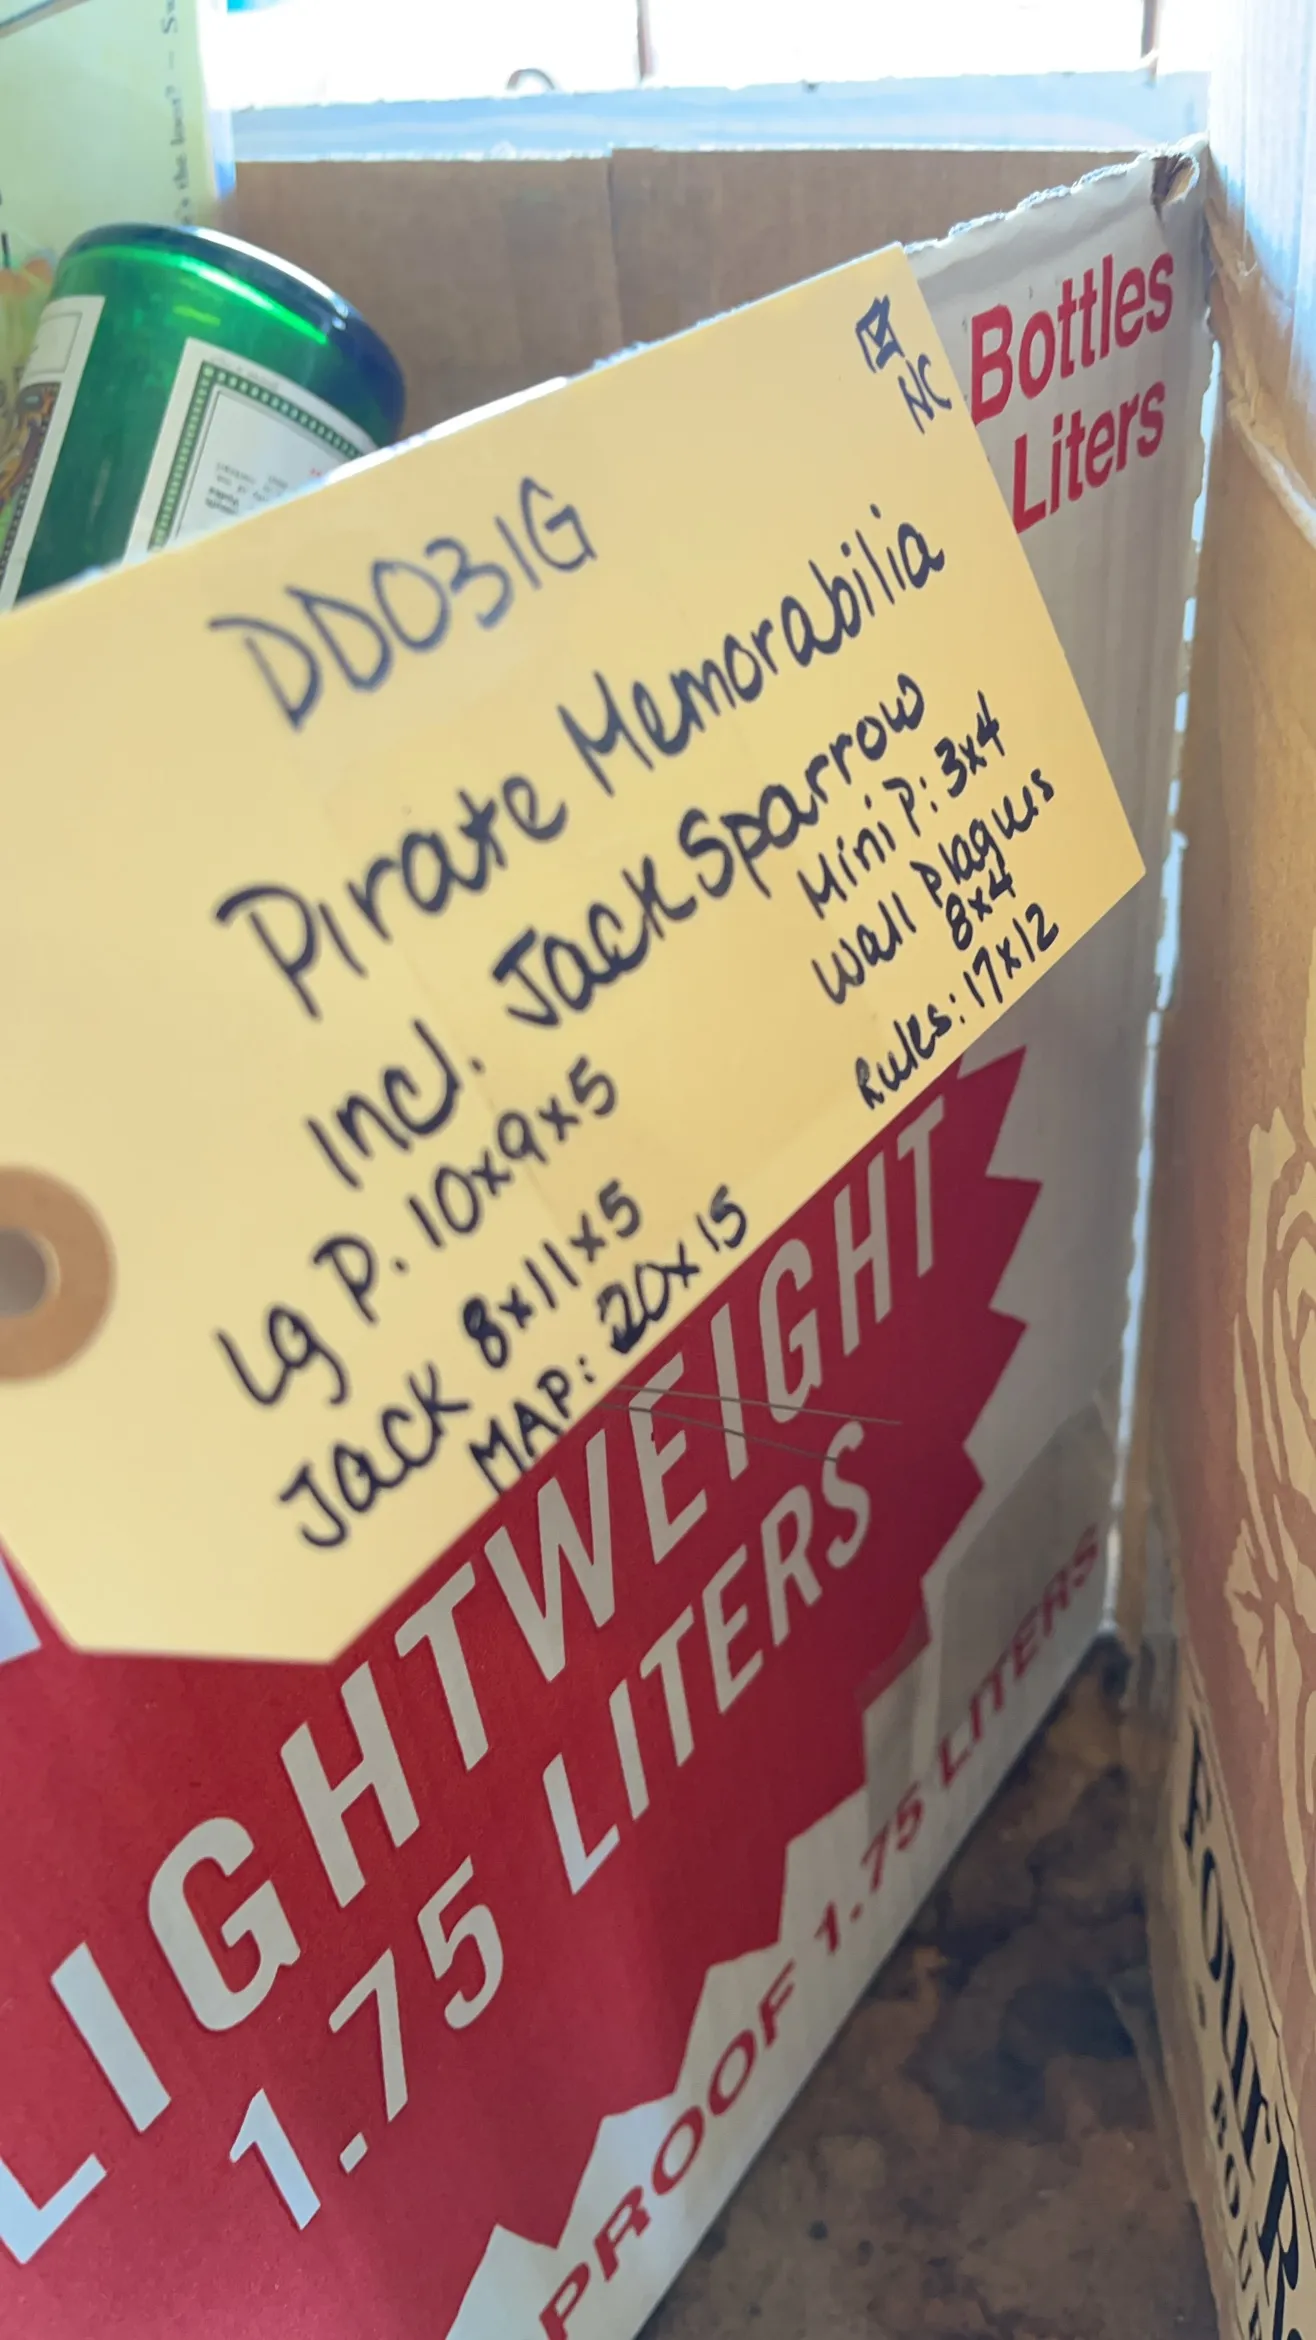 NC
DD031G
Pirate Memorabilia
Incl. Jack Sparrow
Lg P. 10x9x5
Jack 8x11x5
MAP: 20x15
Mini P: 3x4
Wall Plaques
8x4
Rules: 17x12
Bottles
Liters
LIGHTWEIGHT
1.75 LITERS
PROOF 1.75 LITERS